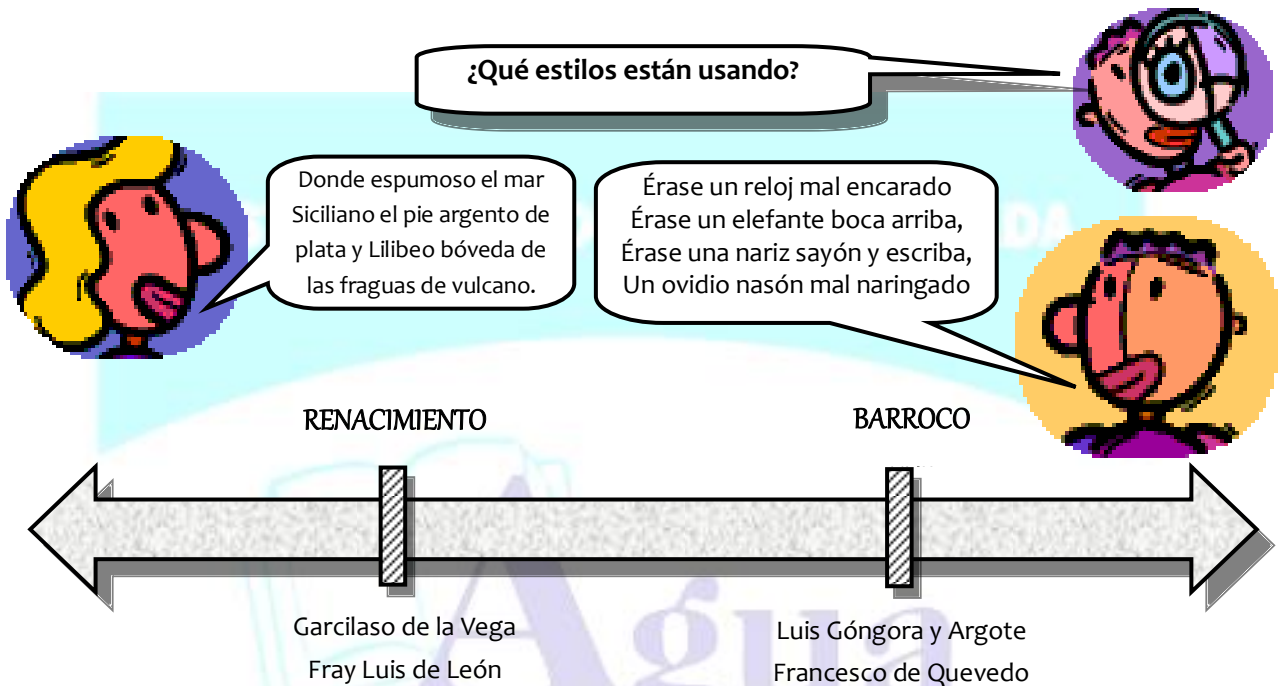 ¿Qué estilos están usando?
Donde espumoso el mar
Siciliano el pie argento de
plata y Lilibeo bóveda de
las fraguas de vulcano.
Érase un reloj mal encarado
Érase un elefante boca arriba,
Érase una nariz sayón y escriba,
Un ovidio nasón mal naringado
DA
RENACIMIENTO
BARROCO
Garcilaso de la Vega
Fray Luis de León
Luis Góngora y Argote
Francesco de Quevedo
Agua